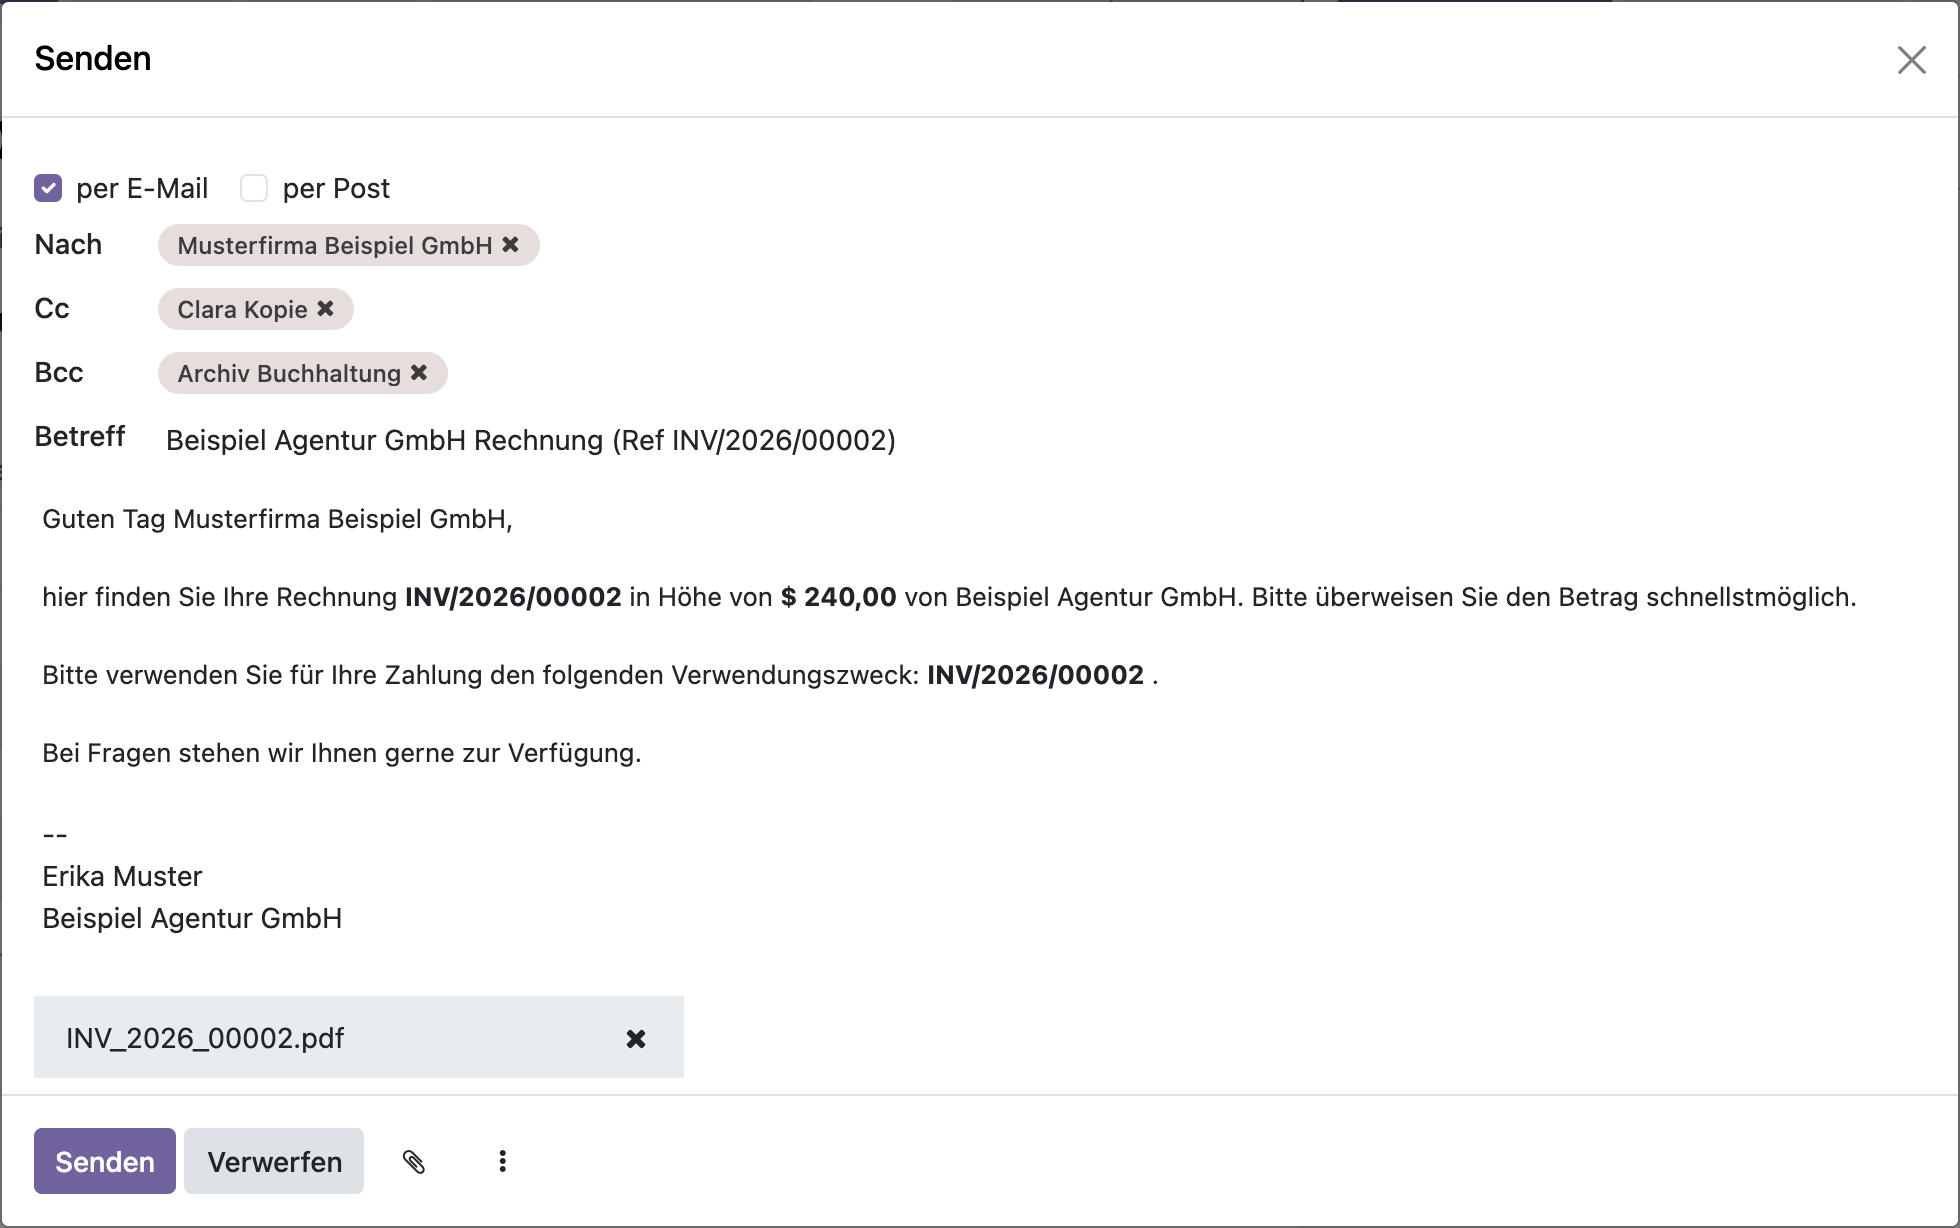 Senden
per E-Mail per Post
Nach Musterfirma Beispiel GmbH
Cc Clara Kopie
Bcc Archiv Buchhaltung
Betreff Beispiel Agentur GmbH Rechnung (Ref INV/2026/00002)
Guten Tag Musterfirma Beispiel GmbH,
hier finden Sie Ihre Rechnung INV/2026/00002 in Höhe von $ 240,00 von Beispiel Agentur GmbH. Bitte überweisen Sie den Betrag schnellstmöglich.
Bitte verwenden Sie für Ihre Zahlung den folgenden Verwendungszweck: INV/2026/00002 .
Bei Fragen stehen wir Ihnen gerne zur Verfügung.
--
Erika Muster
Beispiel Agentur GmbH
INV_2026_00002.pdf
Senden Verwerfen